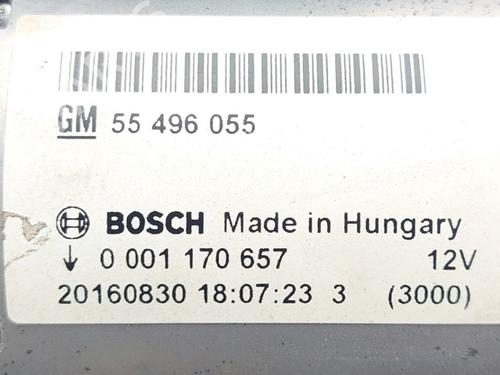 GM 55 496 055
BOSCH Made in Hungary
0 001 170 657 12V
20160830 18:07:23 3 (3000)